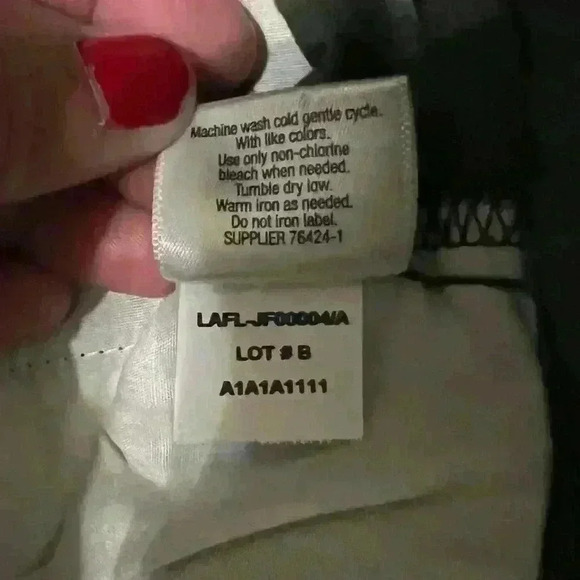 Machine wash cold gentle cycle.
With like colors.
Use only non-chlorine
bleach when needed.
Tumble dry low.
Warm iron as needed.
Do not iron label.
SUPPLIER 76424-1
LAFL-JF00004/A
LOT # B
A1A1A1111